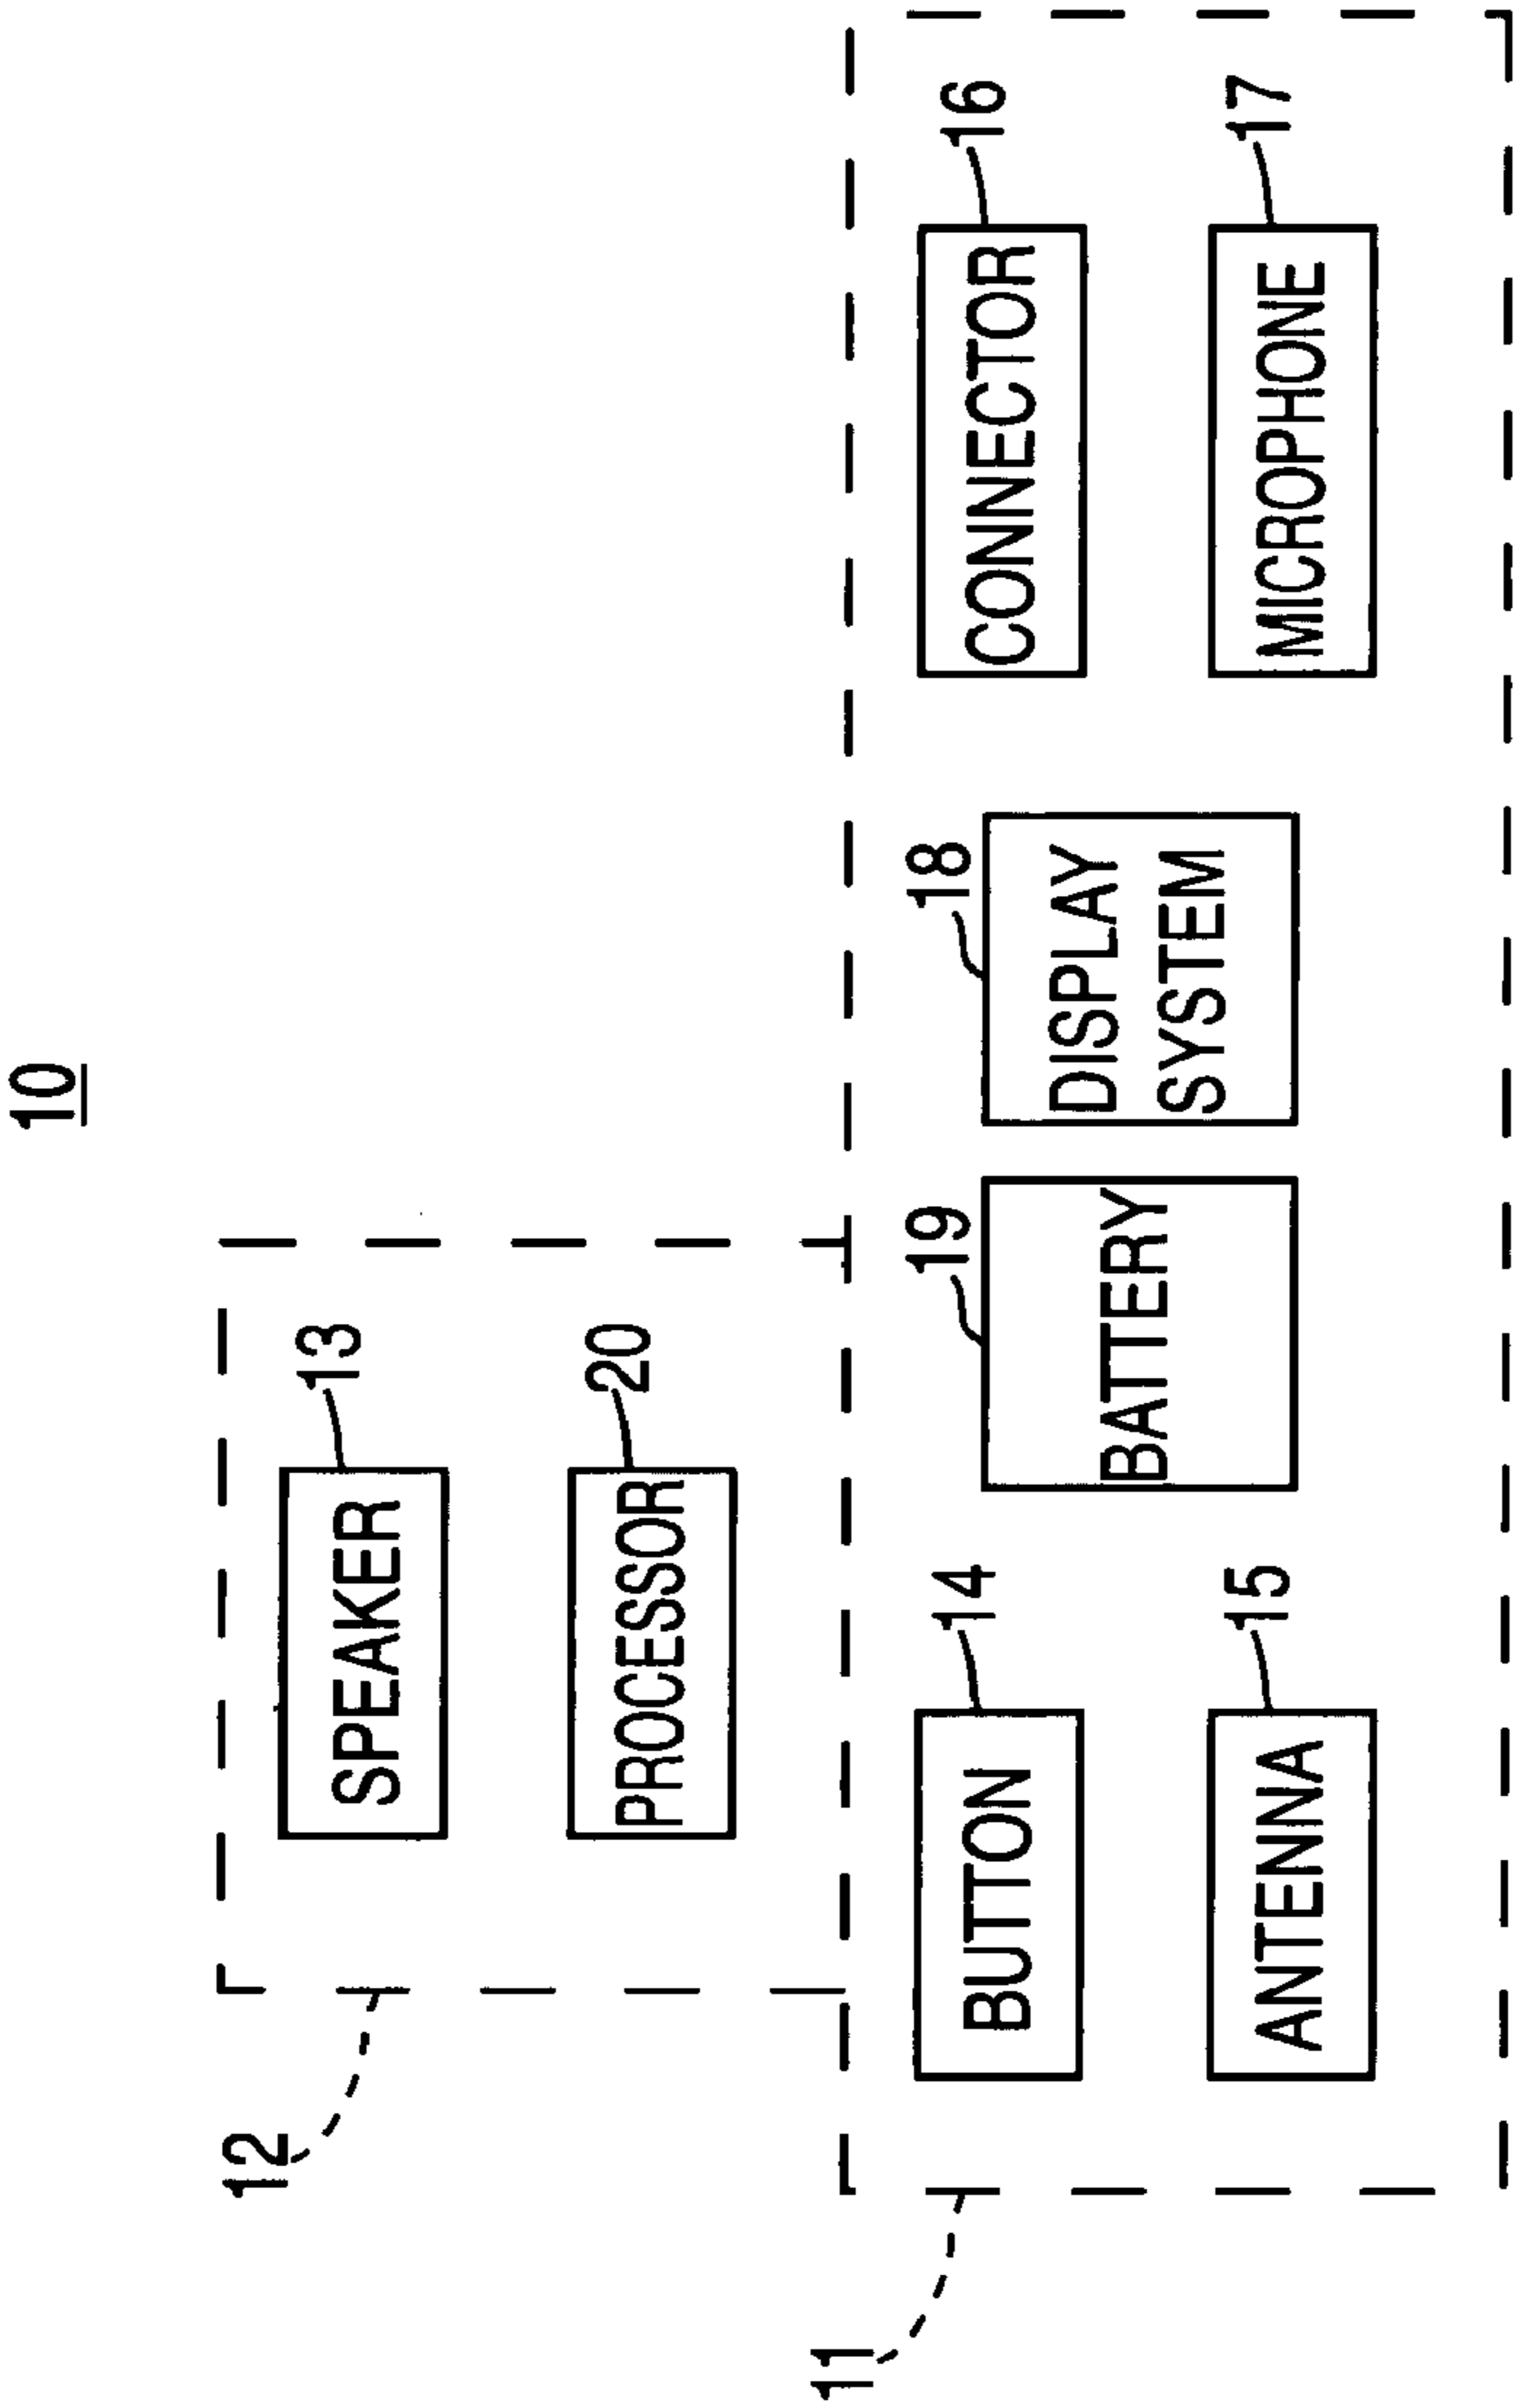 10
12
SPEAKER
13
PROCESSOR
20
11
BUTTON
14
19
BATTERY
18
DISPLAY
SYSTEM
CONNECTOR
16
ANTENNA
15
MICROPHONE
17